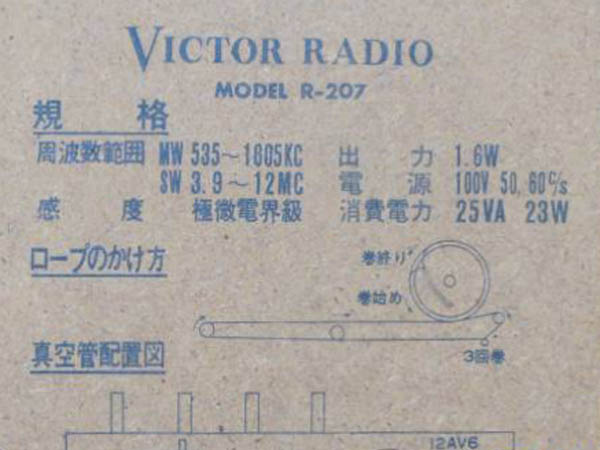 VICTOR RADIO
MODEL R-207
規格
周波数範囲 MW 535～1605KC 出力 1.6W
SW 3.9～12MC 電源 100V 50, 60c/s
感度 極微電界級 消費電力 25VA 23W
ロープのかけ方
巻終り
巻始め
3回巻
真空管配置図
12AV6